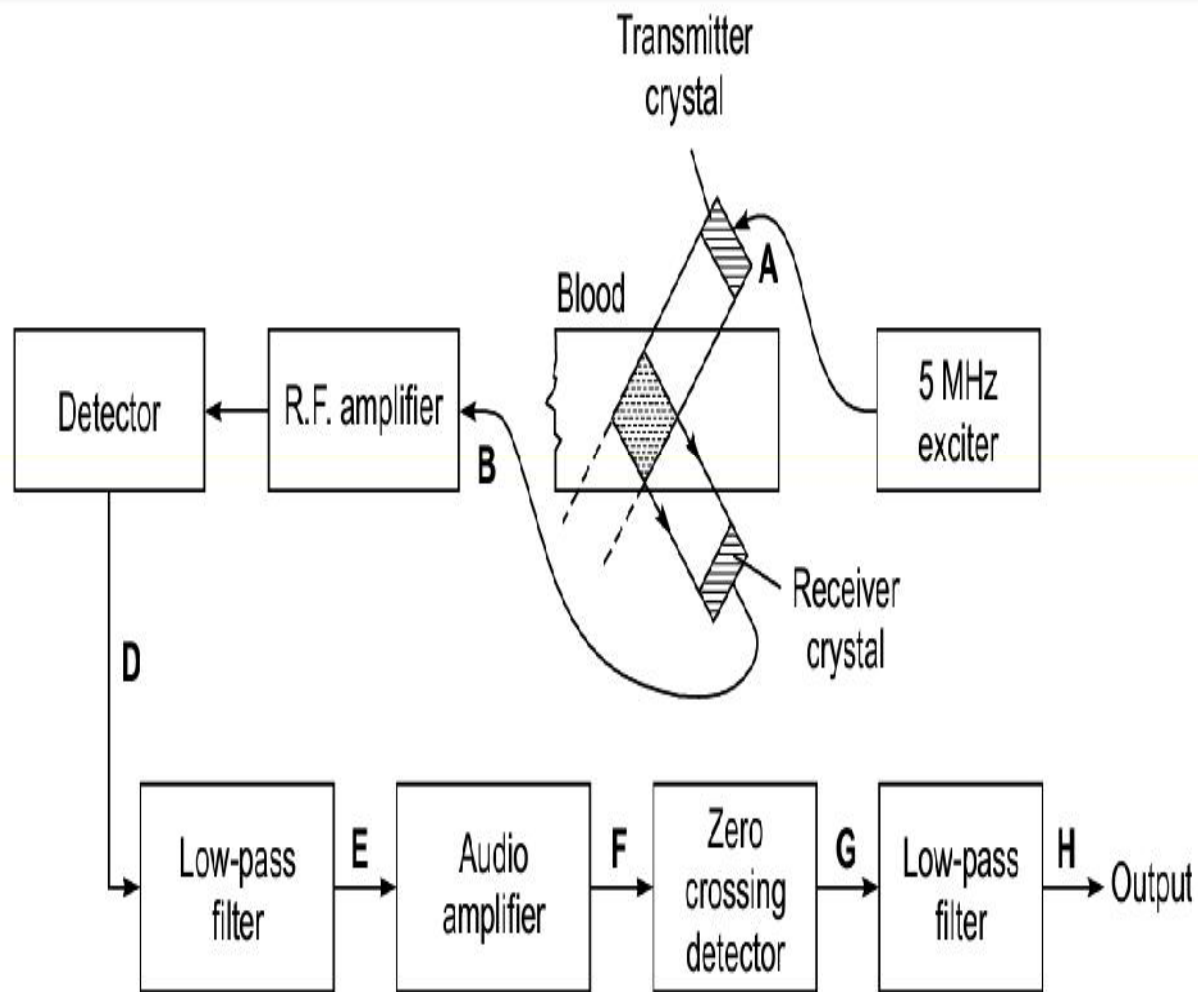 Transmitter
crystal
A
Blood
Detector
R.F. amplifier
B
5 MHz
exciter
Receiver
crystal
D
Low-pass
filter
E
Audio
amplifier
F
Zero
crossing
detector
G
Low-pass
filter
H
Output